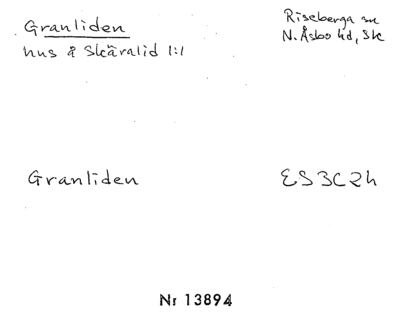 Granliden
hus å Skäralid 1:1
Riseberga sn
N. Åsbo hd, Sk
Granliden
ES3C2h
Nr 13894